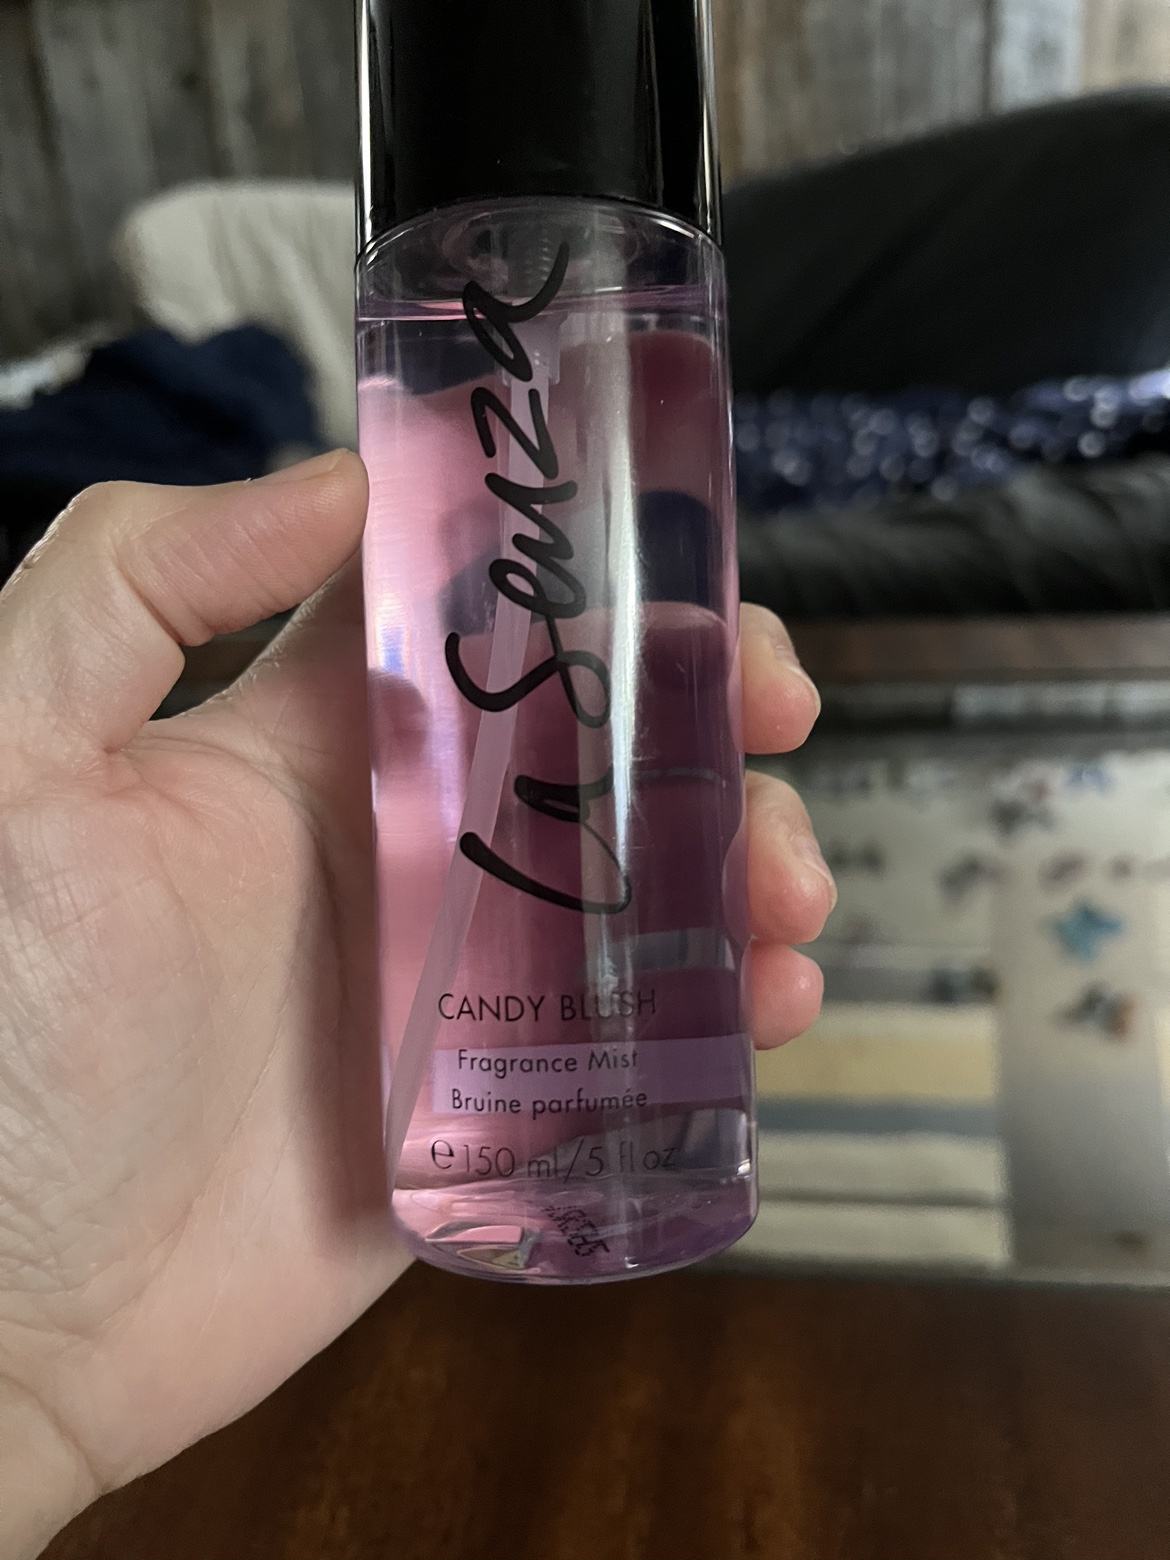 La Senza
CANDY BLUSH
Fragrance Mist
Bruine parfumée
e 150 ml/5 fl oz